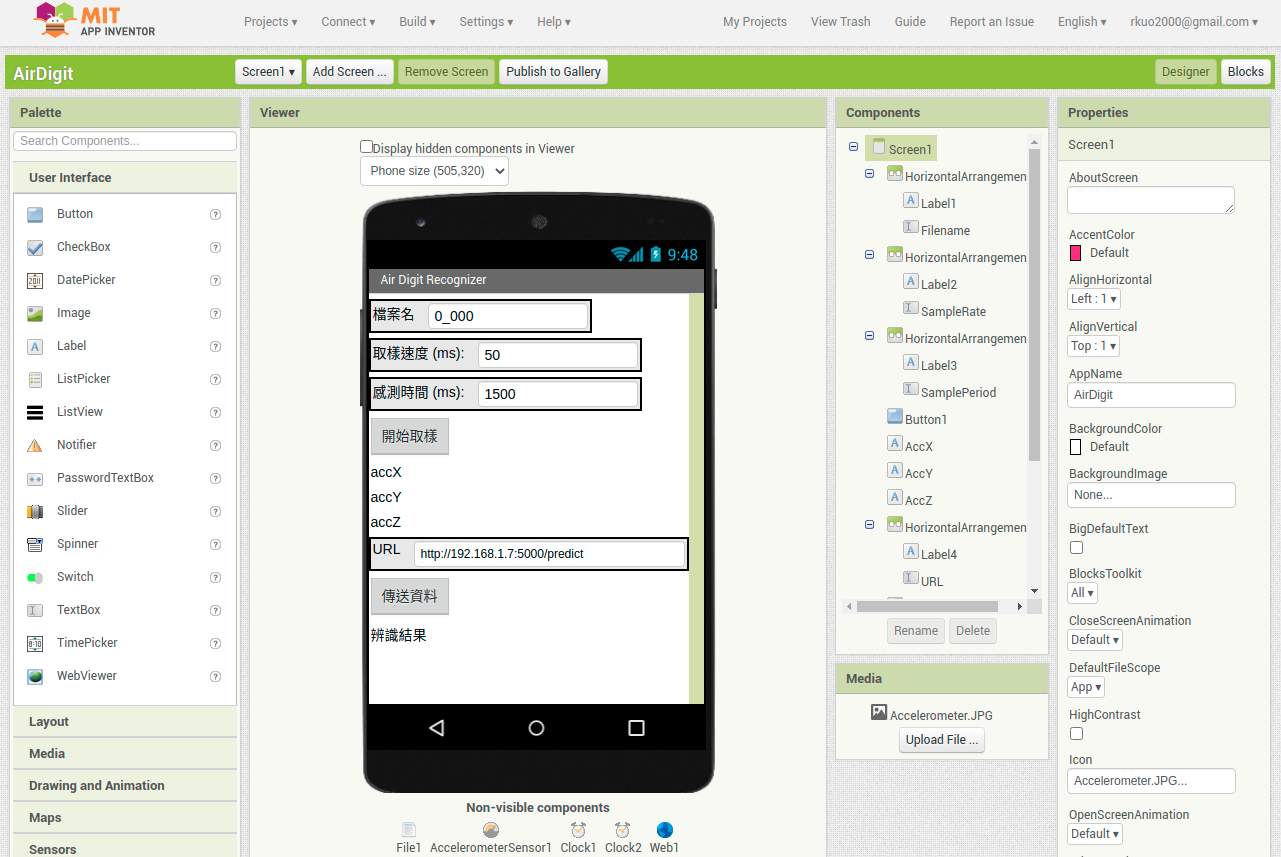 MIT
APP INVENTOR
Projects ▾ Connect ▾ Build ▾ Settings ▾ Help ▾ My Projects View Trash Guide Report an Issue English ▾ rkuo2000@gmail.com ▾
AirDigit Screen1 ▾ Add Screen ... Remove Screen Publish to Gallery Designer Blocks
Palette
Search Components...
User Interface
Button ?
CheckBox ?
DatePicker ?
Image ?
Label ?
ListPicker ?
ListView ?
Notifier ?
PasswordTextBox ?
Slider ?
Spinner ?
Switch ?
TextBox ?
TimePicker ?
WebViewer ?
Layout
Media
Drawing and Animation
Maps
Sensors
Viewer
Display hidden components in Viewer
Phone size (505,320)
9:48
Air Digit Recognizer
檔案名 0_000
取樣速度 (ms): 50
感測時間 (ms): 1500
開始取樣
accX
accY
accZ
URL http://192.168.1.7:5000/predict
傳送資料
辨識結果
Non-visible components
File1 AccelerometerSensor1 Clock1 Clock2 Web1
Components
Screen1
HorizontalArrangemen
Label1
Filename
HorizontalArrangemen
Label2
SampleRate
HorizontalArrangemen
Label3
SamplePeriod
Button1
AccX
AccY
AccZ
HorizontalArrangemen
Label4
URL
Rename Delete
Media
Accelerometer.JPG
Upload File ...
Properties
Screen1
AboutScreen
AccentColor
Default
AlignHorizontal
Left : 1 ▾
AlignVertical
Top : 1 ▾
AppName
AirDigit
BackgroundColor
Default
BackgroundImage
None...
BigDefaultText
BlocksToolkit
All ▾
CloseScreenAnimation
Default ▾
DefaultFileScope
App ▾
HighContrast
Icon
Accelerometer.JPG...
OpenScreenAnimation
Default ▾